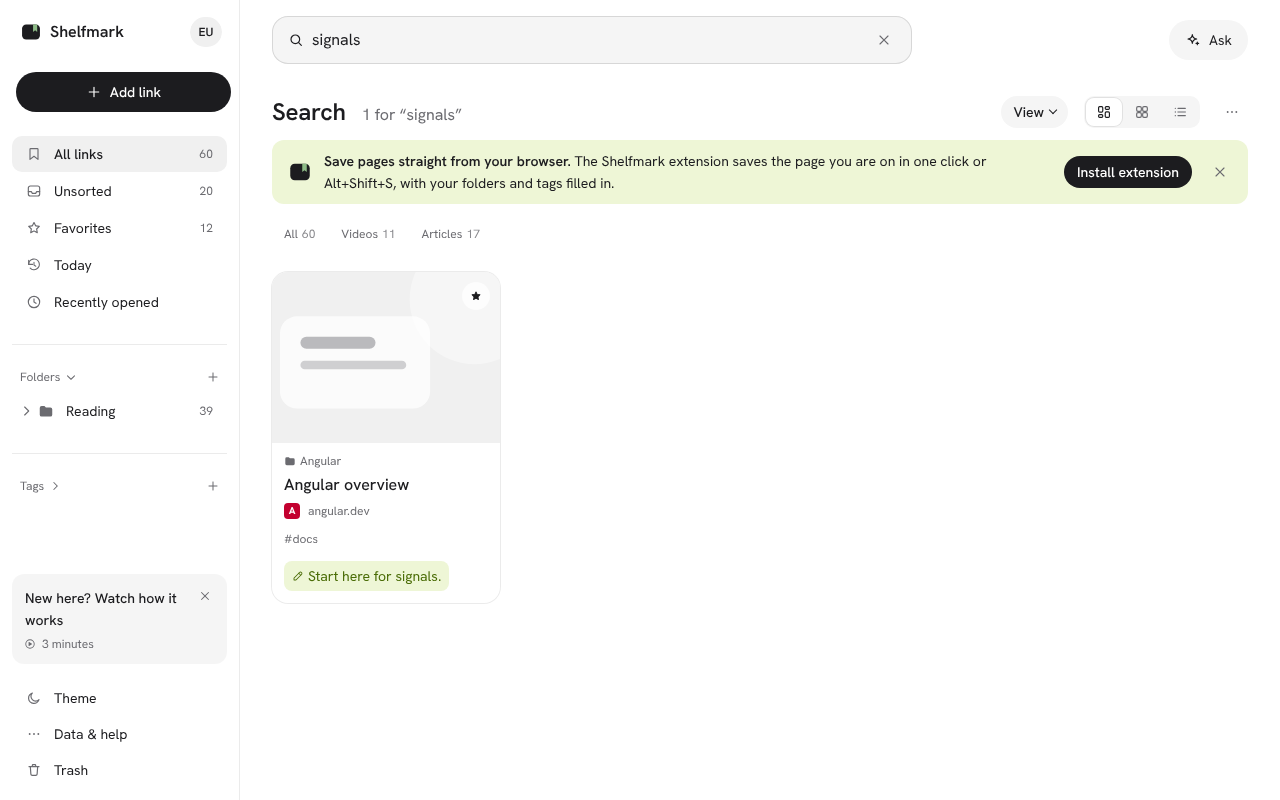 Shelfmark
EU
Add link
All links 60
Unsorted 20
Favorites 12
Today
Recently opened
Folders
Reading 39
Tags
New here? Watch how it
works
3 minutes
Theme
Data & help
Trash
signals
Ask
Search 1 for “signals”
View
Save pages straight from your browser. The Shelfmark extension saves the page you are on in one click or
Alt+Shift+S, with your folders and tags filled in.
Install extension
All 60 Videos 11 Articles 17
Angular
Angular overview
A angular.dev
#docs
Start here for signals.